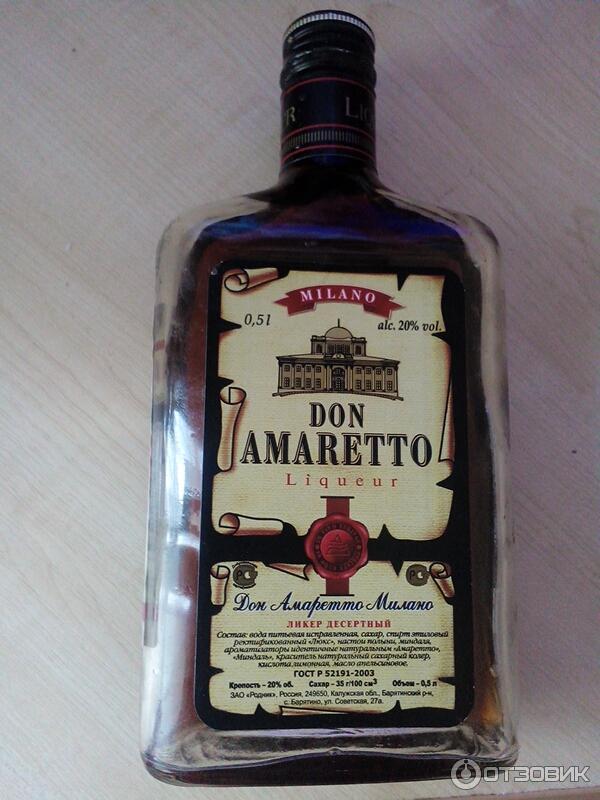 LI
MILANO
0,5 l
alc. 20% vol.
DON
AMARETTO
Liqueur
Дон Амаретто Милано
ЛИКЕР ДЕСЕРТНЫЙ
Состав: вода питьевая исправленная, сахар, спирт этиловый
ректификованный «Люкс», настои полыни, миндаля,
ароматизаторы идентичные натуральным «Амаретто»,
«Миндаль», краситель натуральный сахарный колер,
кислота лимонная, масло апельсиновое.
ГОСТ Р 52191-2003
Крепость – 20% об. Сахар – 35 г/100 см³ Объем – 0,5 л
ЗАО «Родник», Россия, 249650, Калужская обл., Барятинский р-н,
с. Барятино, ул. Советская, 27а.
ОТЗОВИК